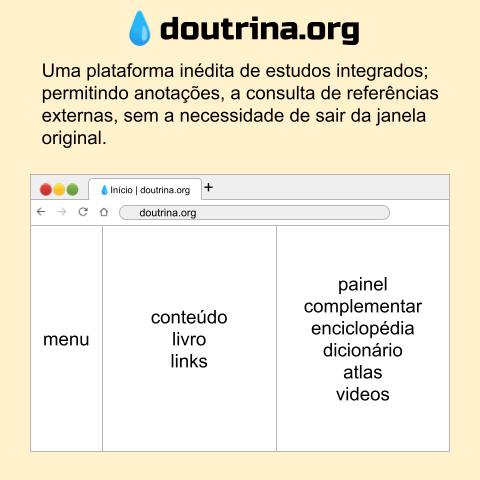 doutrina.org
Uma plataforma inédita de estudos integrados;
permitindo anotações, a consulta de referências
externas, sem a necessidade de sair da janela
original.
Início | doutrina.org +
doutrina.org
menu
conteúdo
livro
links
painel
complementar
enciclopédia
dicionário
atlas
videos